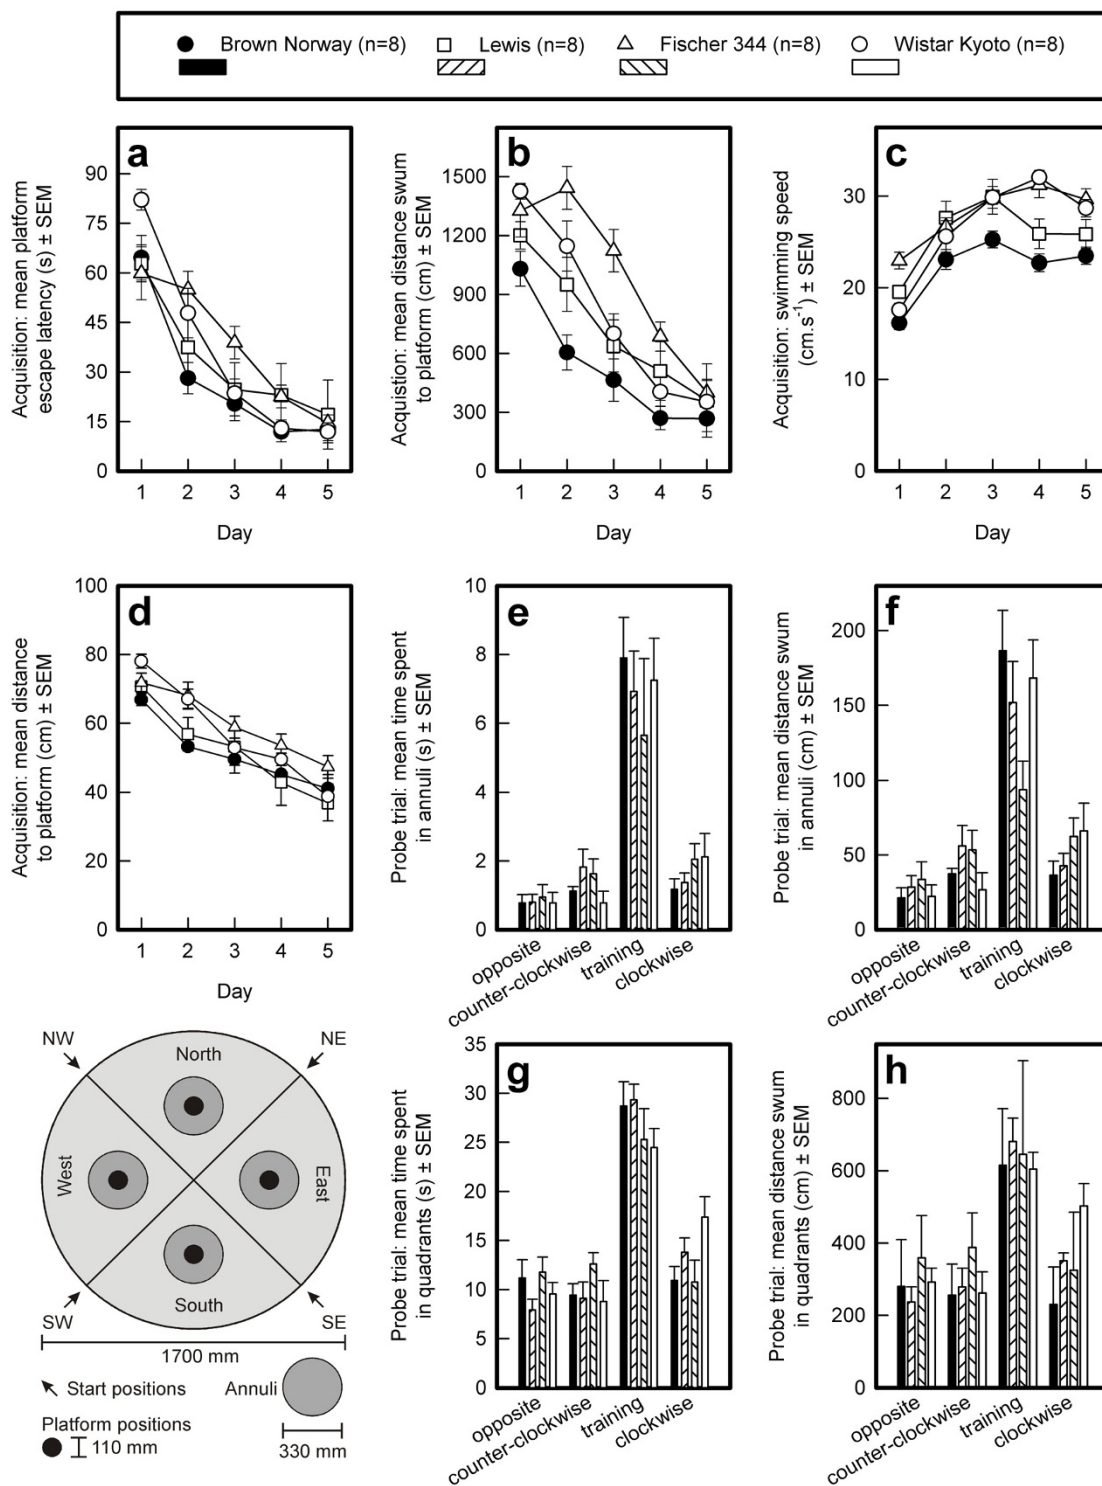 Brown Norway (n=8) Lewis (n=8) Fischer 344 (n=8) Wistar Kyoto (n=8)
a
Acquisition: mean platform
escape latency (s) ± SEM
90
75
60
45
30
15
0
1 2 3 4 5
Day
b
Acquistion: mean distance swum
to platform (cm) ± SEM
1500
1200
900
600
300
0
1 2 3 4 5
Day
c
Acquisition: swimming speed
(cm.s⁻¹) ± SEM
30
20
10
0
1 2 3 4 5
Day
d
Acquisition: mean distance
to platform (cm) ± SEM
100
80
60
40
20
0
1 2 3 4 5
Day
e
Probe trial: mean time spent
in annuli (s) ± SEM
10
8
6
4
2
0
opposite
counter-clockwise
training
clockwise
f
Probe trial: mean distance swum
in annuli (cm) ± SEM
200
150
100
50
0
opposite
counter-clockwise
training
clockwise
NW
NE
North
West
East
South
SW
SE
1700 mm
Start positions
Annuli
Platform positions
110 mm
330 mm
g
Probe trial: mean time spent
in quadrants (s) ± SEM
35
30
25
20
15
10
5
0
opposite
counter-clockwise
training
clockwise
h
Probe trial: mean distance swum
in quadrants (cm) ± SEM
800
600
400
200
0
opposite
counter-clockwise
training
clockwise